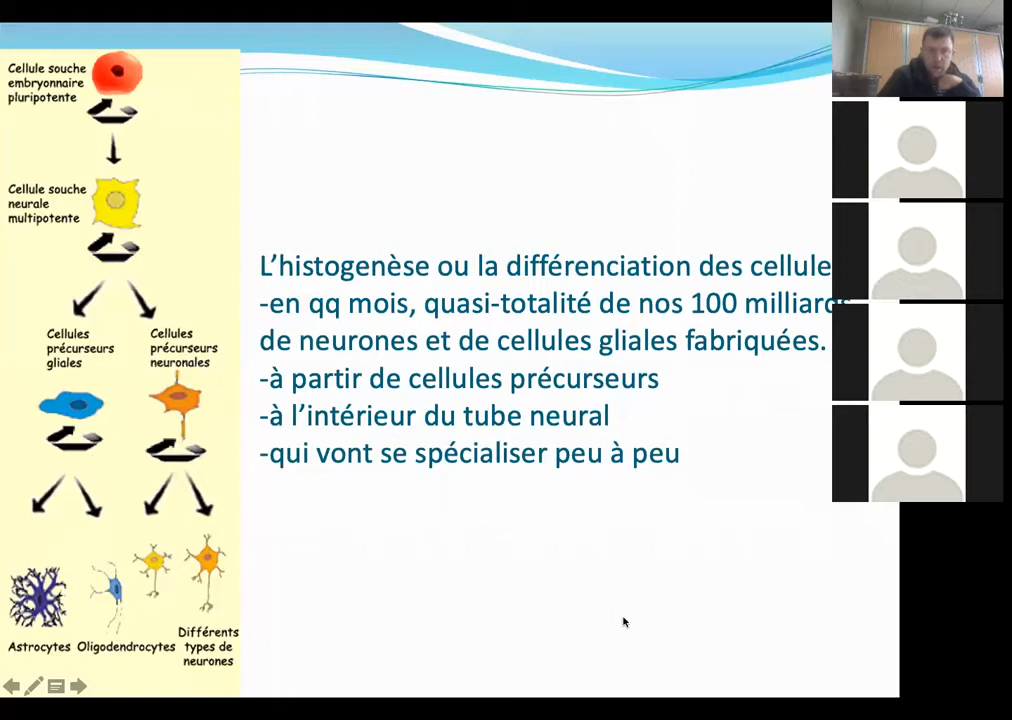 Cellule souche
embryonnaire
pluripotente
Cellule souche
neurale
multipotente
Cellules
précurseurs
gliales
Cellules
précurseurs
neuronales
Astrocytes
Oligodendrocytes
Différents
types de
neurones
L'histogenèse ou la différenciation des cellule
-en qq mois, quasi-totalité de nos 100 milliards
de neurones et de cellules gliales fabriquées.
-à partir de cellules précurseurs
-à l'intérieur du tube neural
-qui vont se spécialiser peu à peu